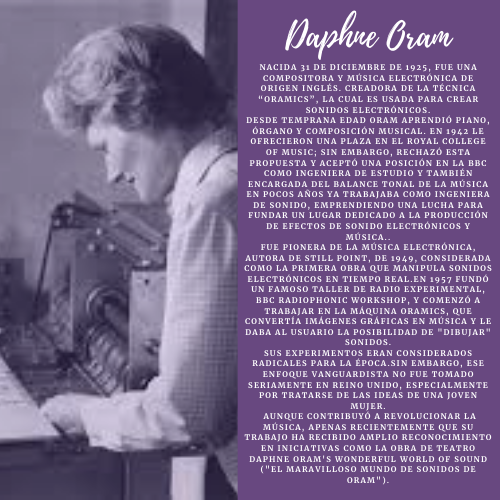 Daphne Oram
NACIDA 31 DE DICIEMBRE DE 1925, FUE UNA
COMPOSITORA Y MÚSICA ELECTRÓNICA DE
ORIGEN INGLÉS. CREADORA DE LA TÉCNICA
"ORAMICS", LA CUAL ES USADA PARA CREAR
SONIDOS ELECTRÓNICOS.
DESDE TEMPRANA EDAD ORAM APRENDIÓ PIANO,
ÓRGANO Y COMPOSICIÓN MUSICAL. EN 1942 LE
OFRECIERON UNA PLAZA EN EL ROYAL COLLEGE
OF MUSIC; SIN EMBARGO, RECHAZÓ ESTA
PROPUESTA Y ACEPTÓ UNA POSICIÓN EN LA BBC
COMO INGENIERA DE ESTUDIO Y TAMBIÉN
ENCARGADA DEL BALANCE TONAL DE LA MÚSICA
EN POCOS AÑOS YA TRABAJABA COMO INGENIERA
DE SONIDO, EMPRENDIENDO UNA LUCHA PARA
FUNDAR UN LUGAR DEDICADO A LA PRODUCCIÓN
DE EFECTOS DE SONIDO ELECTRÓNICOS Y
MÚSICA..
FUE PIONERA DE LA MÚSICA ELECTRÓNICA,
AUTORA DE STILL POINT, DE 1949, CONSIDERADA
COMO LA PRIMERA OBRA QUE MANIPULA SONIDOS
ELECTRÓNICOS EN TIEMPO REAL.EN 1957 FUNDÓ
UN FAMOSO TALLER DE RADIO EXPERIMENTAL,
BBC RADIOPHONIC WORKSHOP, Y COMENZÓ A
TRABAJAR EN LA MÁQUINA ORAMICS, QUE
CONVERTÍA IMÁGENES GRÁFICAS EN MÚSICA Y LE
DABA AL USUARIO LA POSIBILIDAD DE "DIBUJAR"
SONIDOS.
SUS EXPERIMENTOS ERAN CONSIDERADOS
RADICALES PARA LA ÉPOCA.SIN EMBARGO, ESE
ENFOQUE VANGUARDISTA NO FUE TOMADO
SERIAMENTE EN REINO UNIDO, ESPECIALMENTE
POR TRATARSE DE LAS IDEAS DE UNA JOVEN
MUJER.
AUNQUE CONTRIBUYÓ A REVOLUCIONAR LA
MÚSICA, APENAS RECIENTEMENTE QUE SU
TRABAJO HA RECIBIDO AMPLIO RECONOCIMIENTO
EN INICIATIVAS COMO LA OBRA DE TEATRO
DAPHNE ORAM'S WONDERFUL WORLD OF SOUND
("EL MARAVILLOSO MUNDO DE SONIDOS DE
ORAM").